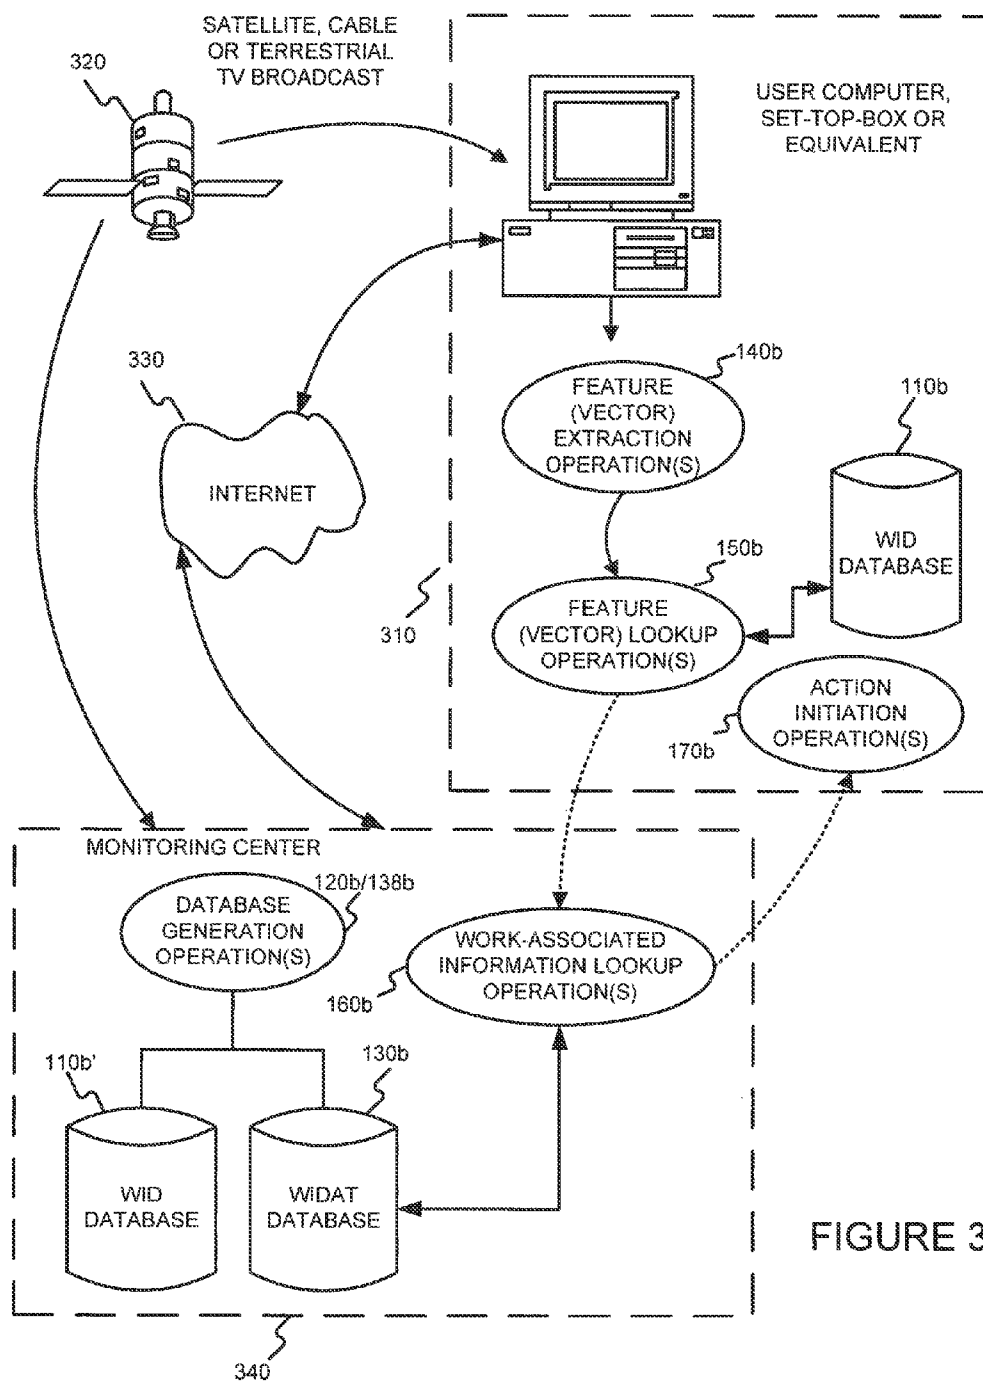 SATELLITE, CABLE
OR TERRESTRIAL
TV BROADCAST
320
USER COMPUTER,
SET-TOP-BOX OR
EQUIVALENT
330
INTERNET
140b
FEATURE
(VECTOR)
EXTRACTION
OPERATION(S)
110b
WID
DATABASE
150b
FEATURE
(VECTOR) LOOKUP
OPERATION(S)
310
ACTION
INITIATION
OPERATION(S)
170b
MONITORING CENTER
120b/138b
DATABASE
GENERATION
OPERATION(S)
WORK-ASSOCIATED
INFORMATION LOOKUP
OPERATION(S)
160b
110b'
130b
WID
DATABASE
WIDAT
DATABASE
FIGURE 3
340